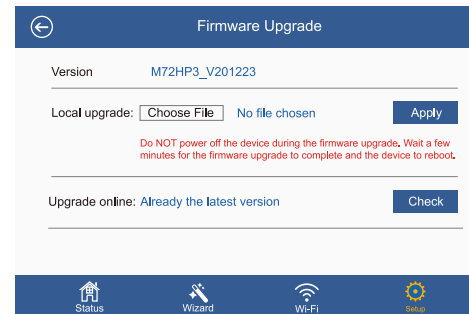 Firmware Upgrade
Version M72HP3_V201223
Local upgrade: Choose File No file chosen Apply
Do NOT power off the device during the firmware upgrade. Wait a few
minutes for the firmware upgrade to complete and the device to reboot.
Upgrade online: Already the latest version Check
Status Wizard Wi-Fi Setup